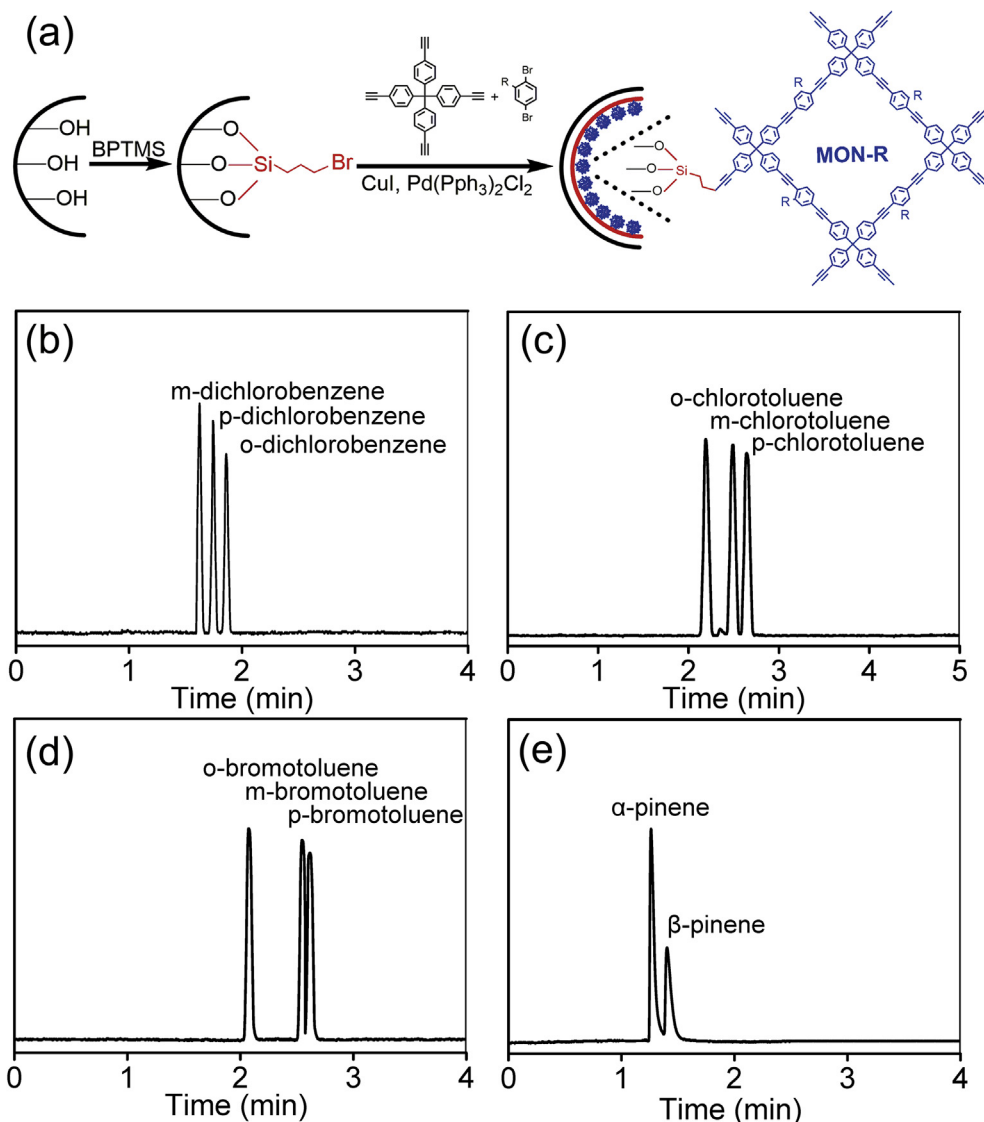 (a)
OH
OH
OH
BPTMS
O
O
O
Si
Br
R
Br
+
Br
CuI, Pd(Pph3)2Cl2
O
O
O
Si
R
R
MON-R
R
R
(b)
m-dichlorobenzene
p-dichlorobenzene
o-dichlorobenzene
0 1 2 3 4
Time (min)
(c)
o-chlorotoluene
m-chlorotoluene
p-chlorotoluene
0 1 2 3 4 5
Time (min)
(d)
o-bromotoluene
m-bromotoluene
p-bromotoluene
0 1 2 3 4
Time (min)
(e)
α-pinene
β-pinene
0 1 2 3 4
Time (min)